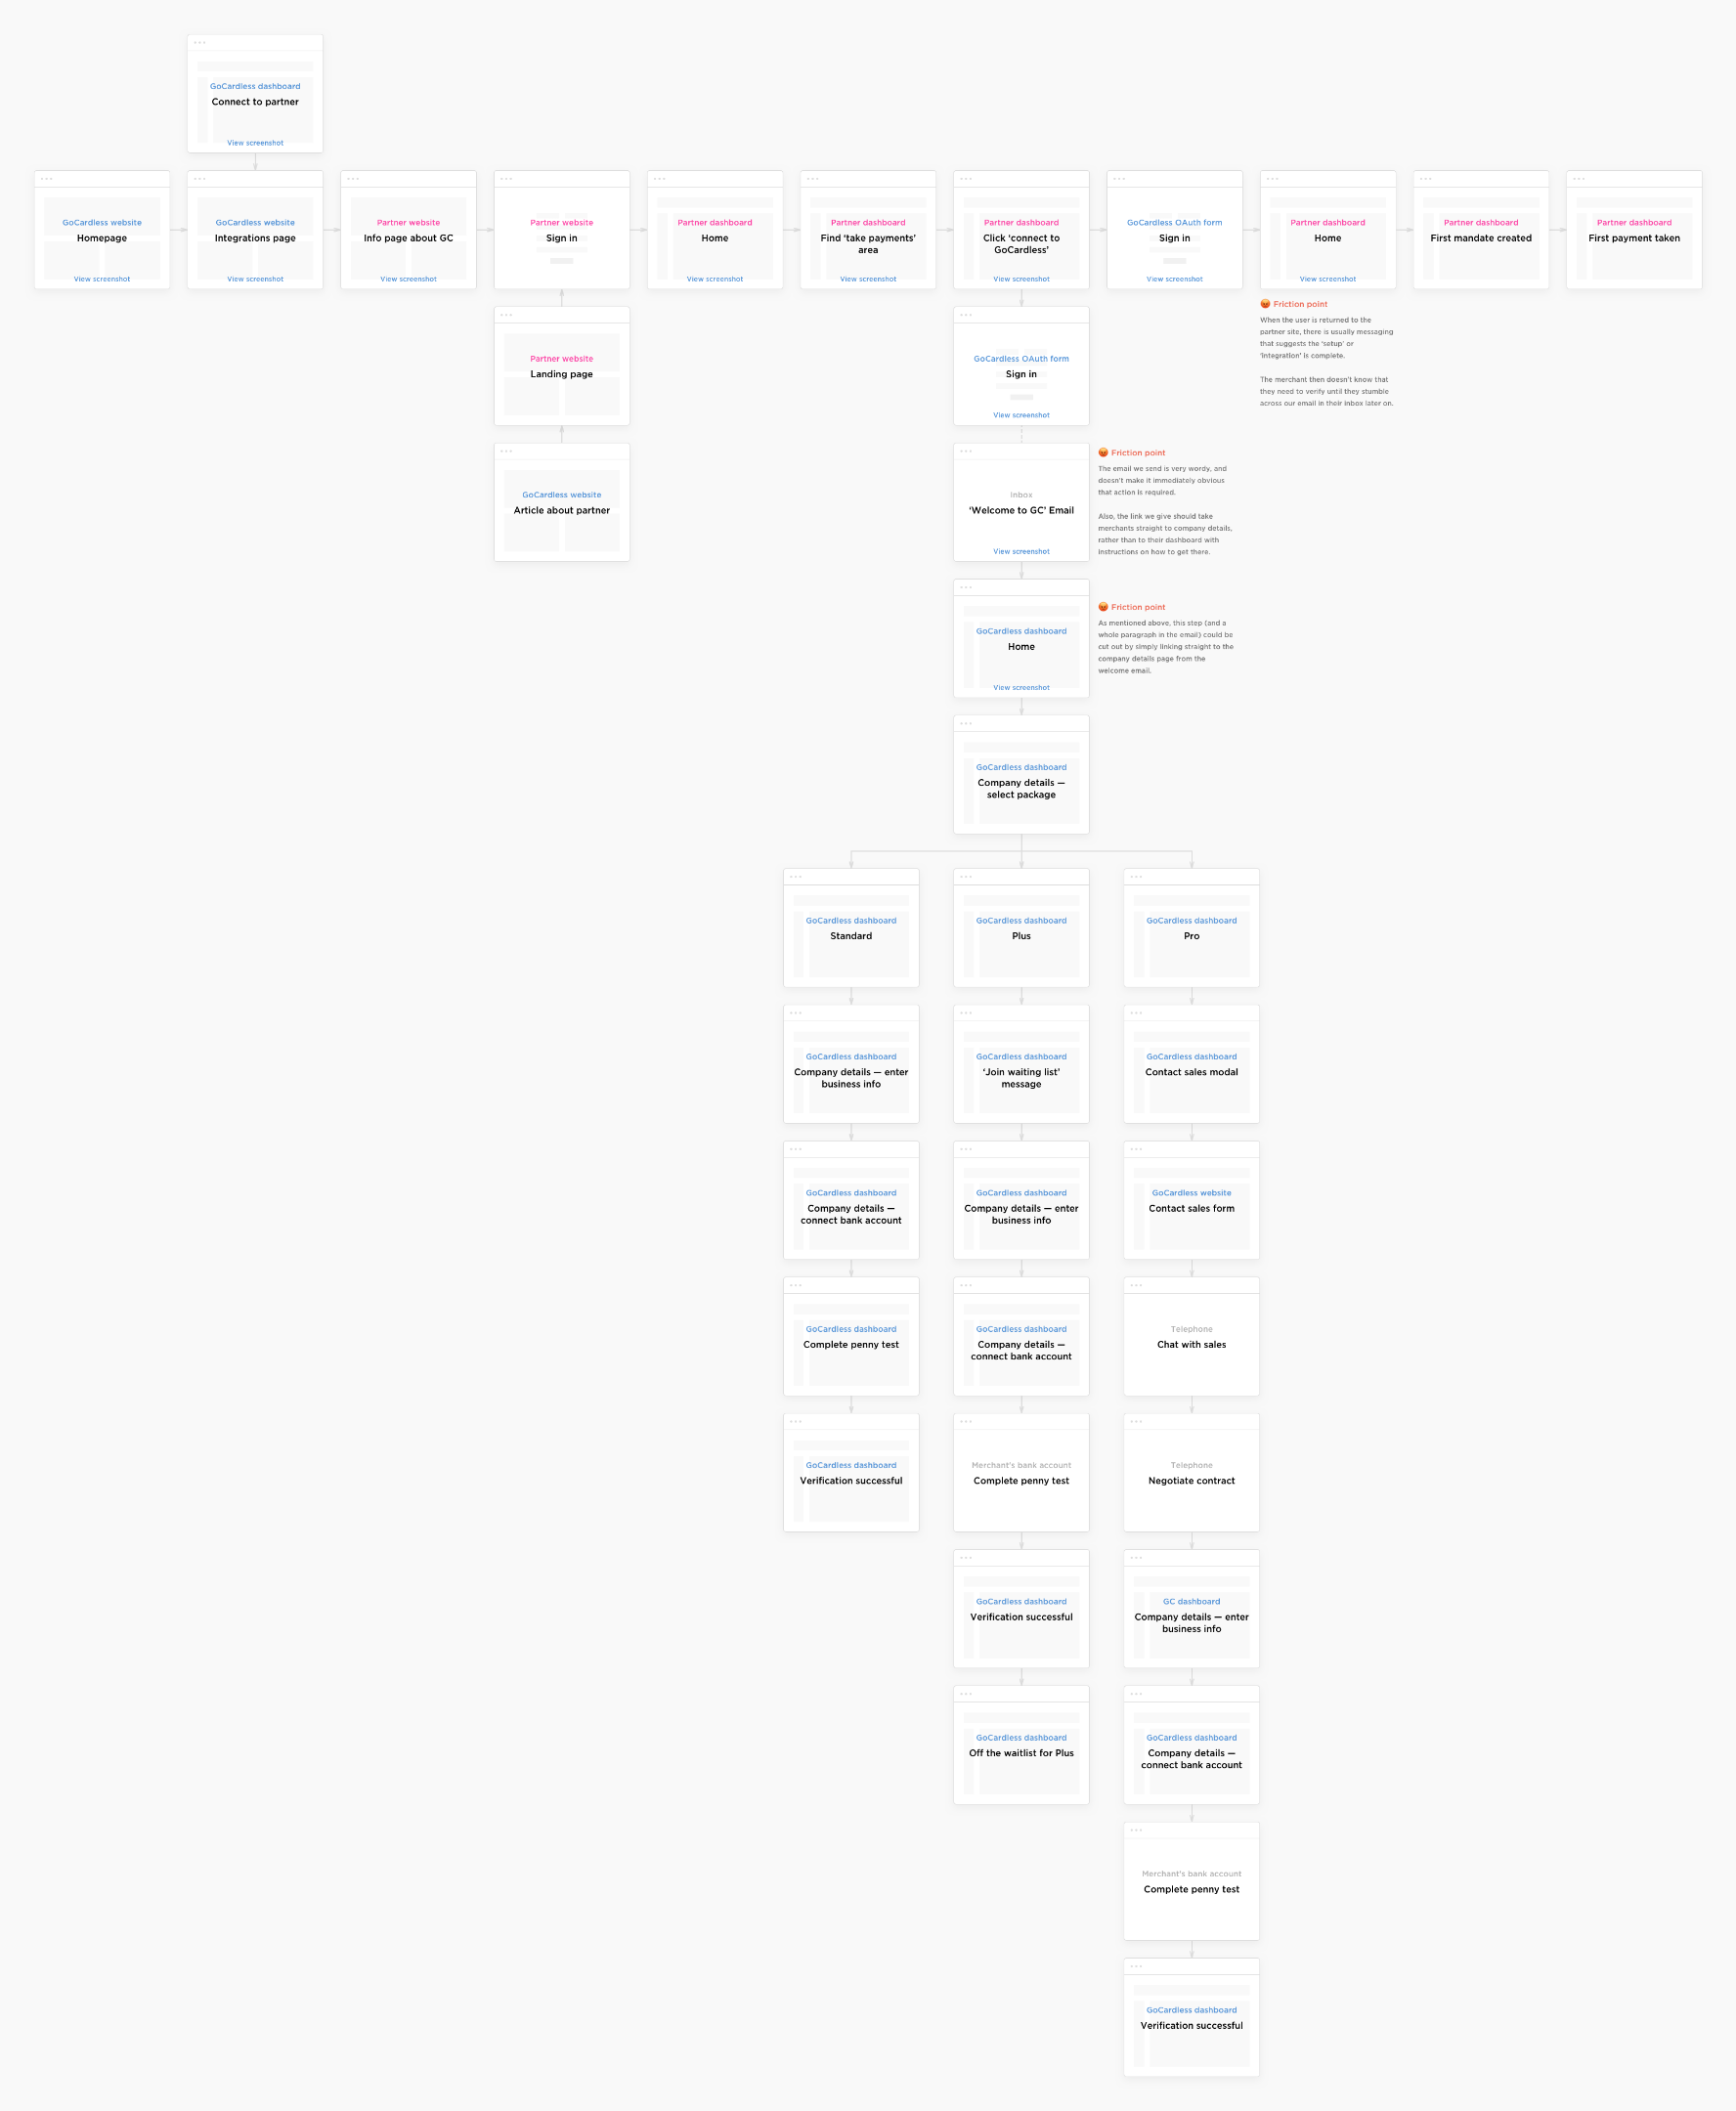 GoCardless dashboard
Connect to partner
View screenshot
GoCardless website
Homepage
View screenshot
GoCardless website
Integrations page
View screenshot
Partner website
Info page about GC
View screenshot
Partner website
Sign in
Partner dashboard
Home
View screenshot
Partner dashboard
Find ‘take payments’
area
View screenshot
Partner dashboard
Click ‘connect to
GoCardless’
View screenshot
GoCardless OAuth form
Sign in
View screenshot
Partner dashboard
Home
View screenshot
Partner dashboard
First mandate created
Partner dashboard
First payment taken
Friction point
When the user is returned to the
partner site, there is usually messaging
that suggests the ‘setup’ or
‘integration’ is complete.
The merchant then doesn’t know that
they need to verify until they stumble
across our email in their inbox later on.
Partner website
Landing page
GoCardless OAuth form
Sign in
View screenshot
GoCardless website
Article about partner
Inbox
‘Welcome to GC’ Email
View screenshot
Friction point
The email we send is very wordy, and
doesn’t make it immediately obvious
that action is required.
Also, the link we give should take
merchants straight to company details,
rather than to their dashboard with
instructions on how to get there.
GoCardless dashboard
Home
View screenshot
Friction point
As mentioned above, this step (and a
whole paragraph in the email) could be
cut out by simply linking straight to the
company details page from the
welcome email.
GoCardless dashboard
Company details —
select package
GoCardless dashboard
Standard
GoCardless dashboard
Plus
GoCardless dashboard
Pro
GoCardless dashboard
Company details — enter
business info
GoCardless dashboard
‘Join waiting list’
message
GoCardless dashboard
Contact sales modal
GoCardless dashboard
Company details —
connect bank account
GoCardless dashboard
Company details — enter
business info
GoCardless website
Contact sales form
GoCardless dashboard
Complete penny test
GoCardless dashboard
Company details —
connect bank account
Telephone
Chat with sales
GoCardless dashboard
Verification successful
Merchant’s bank account
Complete penny test
Telephone
Negotiate contract
GoCardless dashboard
Verification successful
GC dashboard
Company details — enter
business info
GoCardless dashboard
Off the waitlist for Plus
GoCardless dashboard
Company details —
connect bank account
Merchant’s bank account
Complete penny test
GoCardless dashboard
Verification successful